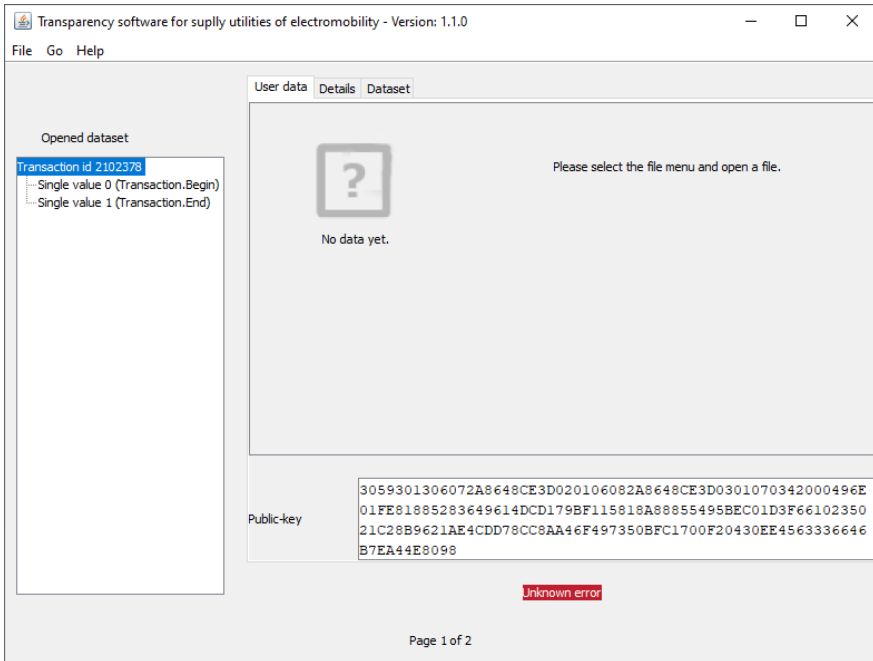 Transparency software for suplly utilities of electromobility - Version: 1.1.0
File Go Help
User data Details Dataset
Opened dataset
Transaction id 2102378
Single value 0 (Transaction.Begin)
Single value 1 (Transaction.End)
?
No data yet.
Please select the file menu and open a file.
Public-key
3059301306072A8648CE3D020106082A8648CE3D0301070342000496E
01FE81885283649614DCD179BF115818A88855495BEC01D3F66102350
21C28B9621AE4CDD78CC8AA46F497350BFC1700F20430EE4563336646
B7EA44E8098
Unknown error
Page 1 of 2